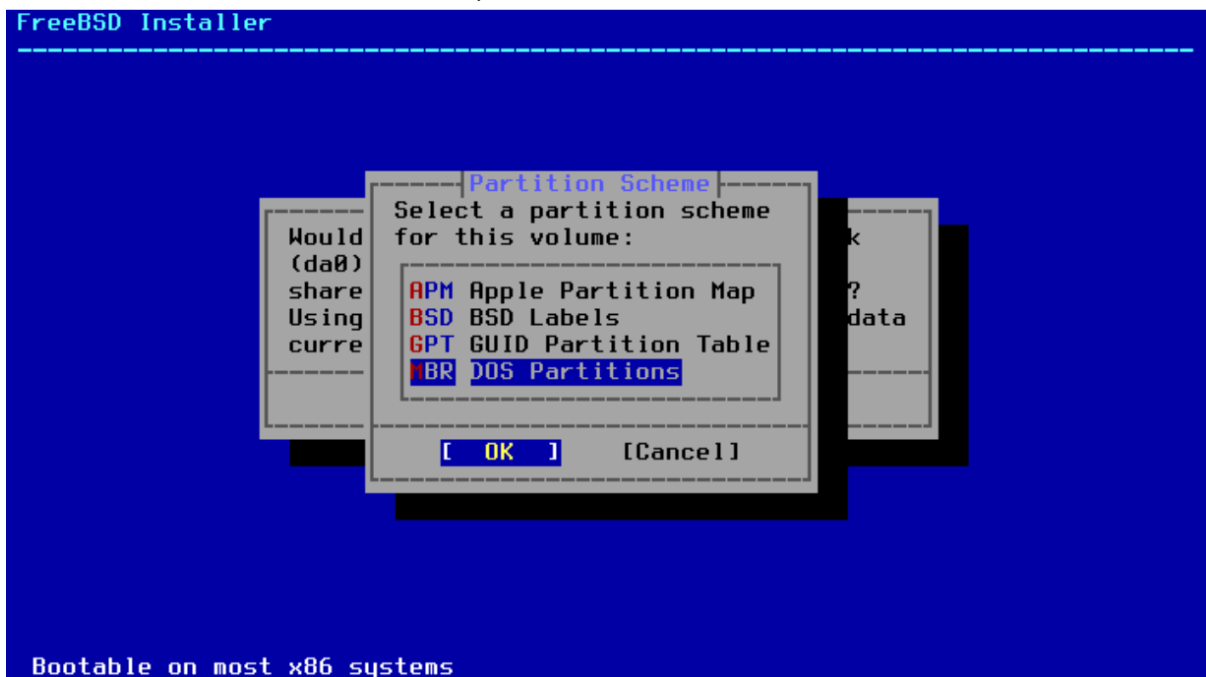 FreeBSD Installer
Partition Scheme
Select a partition scheme
for this volume:
Would
k
(da0)
share
?
Using
data
curre
APM Apple Partition Map
BSD BSD Labels
GPT GUID Partition Table
MBR DOS Partitions
[ OK ] [Cancel]
Bootable on most x86 systems